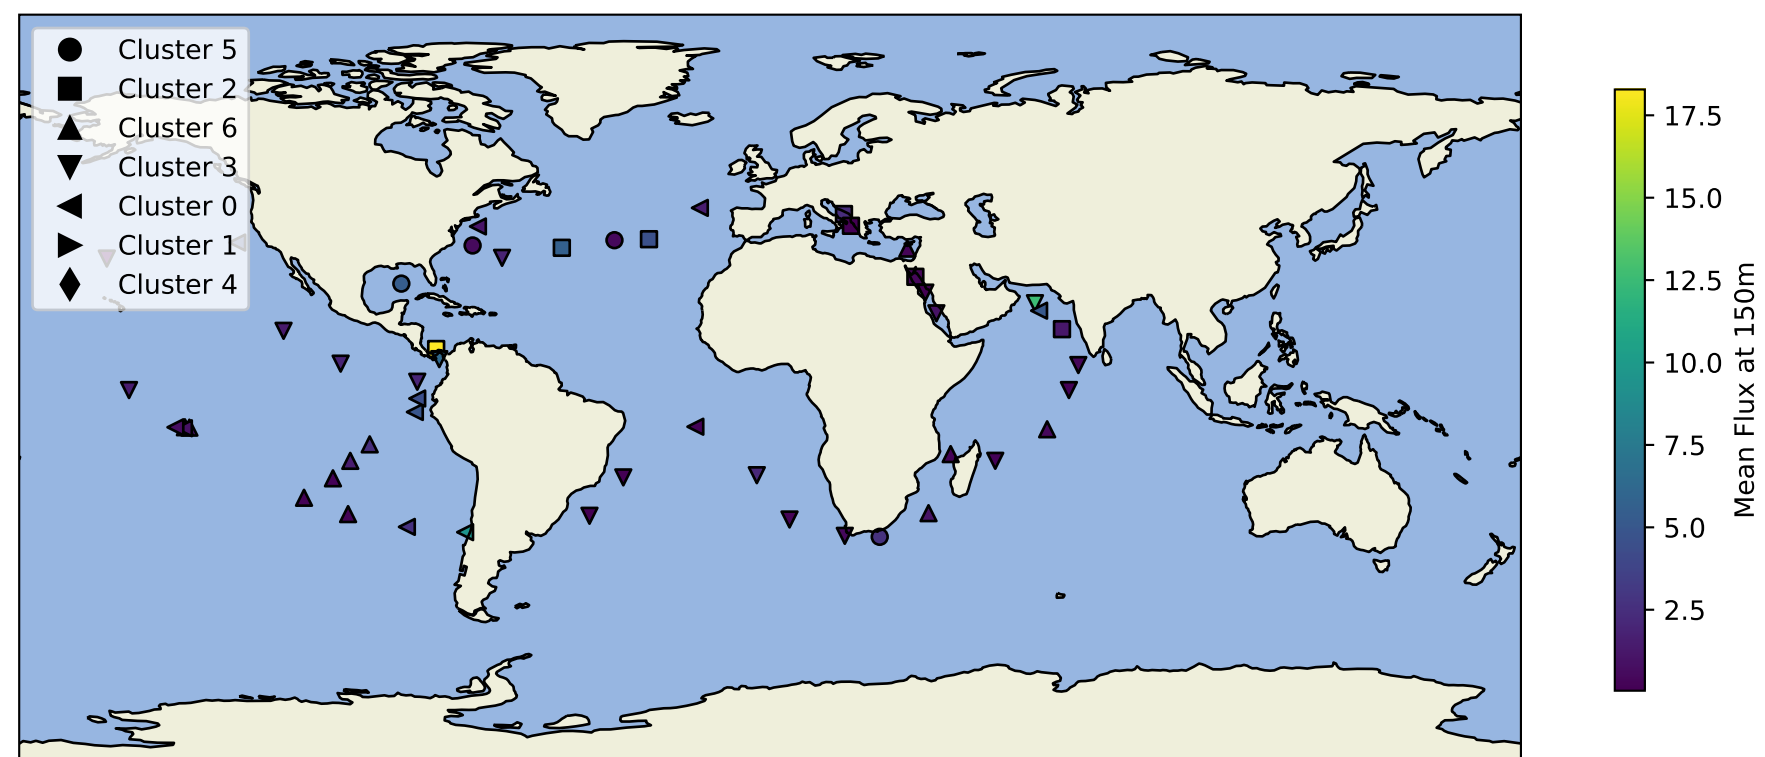 Cluster 5
Cluster 2
Cluster 6
Cluster 3
Cluster 0
Cluster 1
Cluster 4
17.5
15.0
12.5
10.0
7.5
5.0
2.5
Mean Flux at 150m